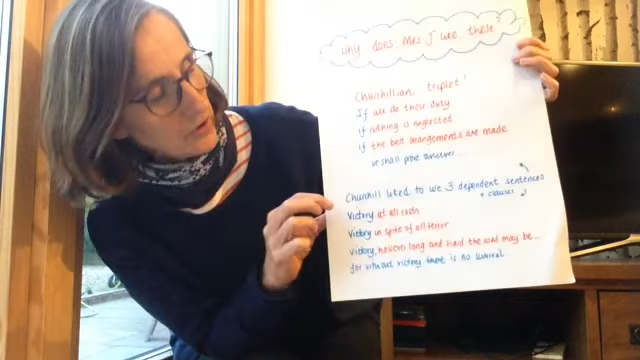 Why does Mrs J like these?
Churchillian triplet!
If all do their duty
if nothing is neglected
if the best arrangements are made
we shall prove ourselves...
Churchill liked to use 3 dependent sentences
+ clauses
Victory at all costs
Victory in spite of all terror
Victory, however long and hard the road may be...
for without victory there is no survival